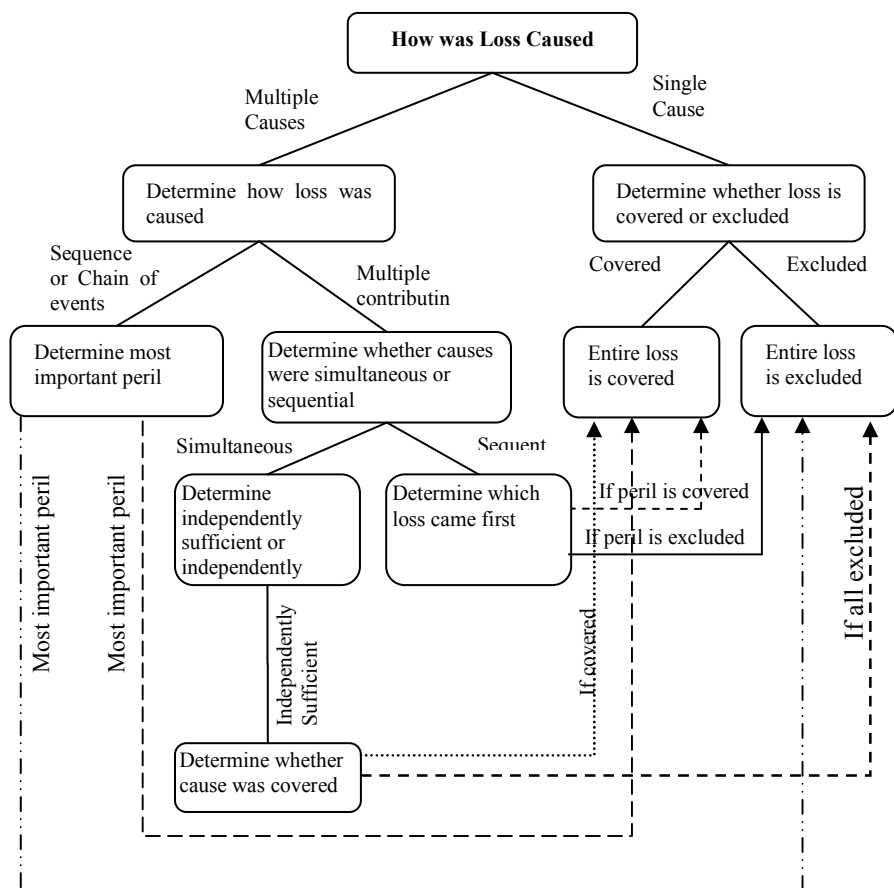 How was Loss Caused
Multiple
Causes
Single
Cause
Determine how loss was
caused
Determine whether loss is
covered or excluded
Sequence
or Chain of
events
Multiple
contributin
Covered
Excluded
Determine most
important peril
Determine whether causes
were simultaneous or
sequential
Entire loss
is covered
Entire loss
is excluded
Simultaneous
Sequent
Determine
independently
sufficient or
independently
Determine which
loss came first
If peril is covered
If peril is excluded
Most important peril
Most important peril
Independently
Sufficient
If covered
If all excluded
Determine whether
cause was covered